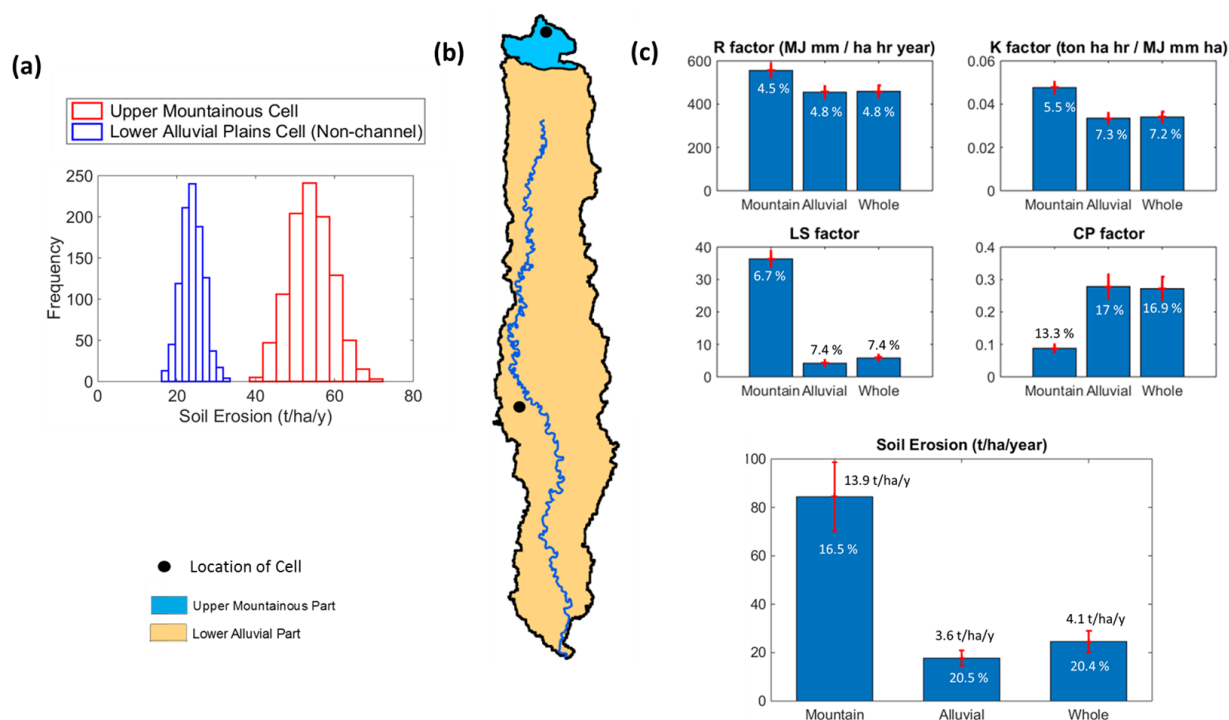 (a)
Upper Mountainous Cell
Lower Alluvial Plains Cell (Non-channel)
250
200
150
100
50
0
Frequency
0 20 40 60 80
Soil Erosion (t/ha/y)
Location of Cell
Upper Mountainous Part
Lower Alluvial Part
(b)
(c)
R factor (MJ mm / ha hr year)
600
400
200
0
4.5 %
4.8 %
4.8 %
Mountain Alluvial Whole
K factor (ton ha hr / MJ mm ha)
0.06
0.04
0.02
0
5.5 %
7.3 %
7.2 %
Mountain Alluvial Whole
LS factor
40
30
20
10
0
6.7 %
7.4 %
7.4 %
Mountain Alluvial Whole
CP factor
0.4
0.3
0.2
0.1
0
13.3 %
17 %
16.9 %
Mountain Alluvial Whole
Soil Erosion (t/ha/year)
100
80
60
40
20
0
13.9 t/ha/y
16.5 %
3.6 t/ha/y
20.5 %
4.1 t/ha/y
20.4 %
Mountain Alluvial Whole